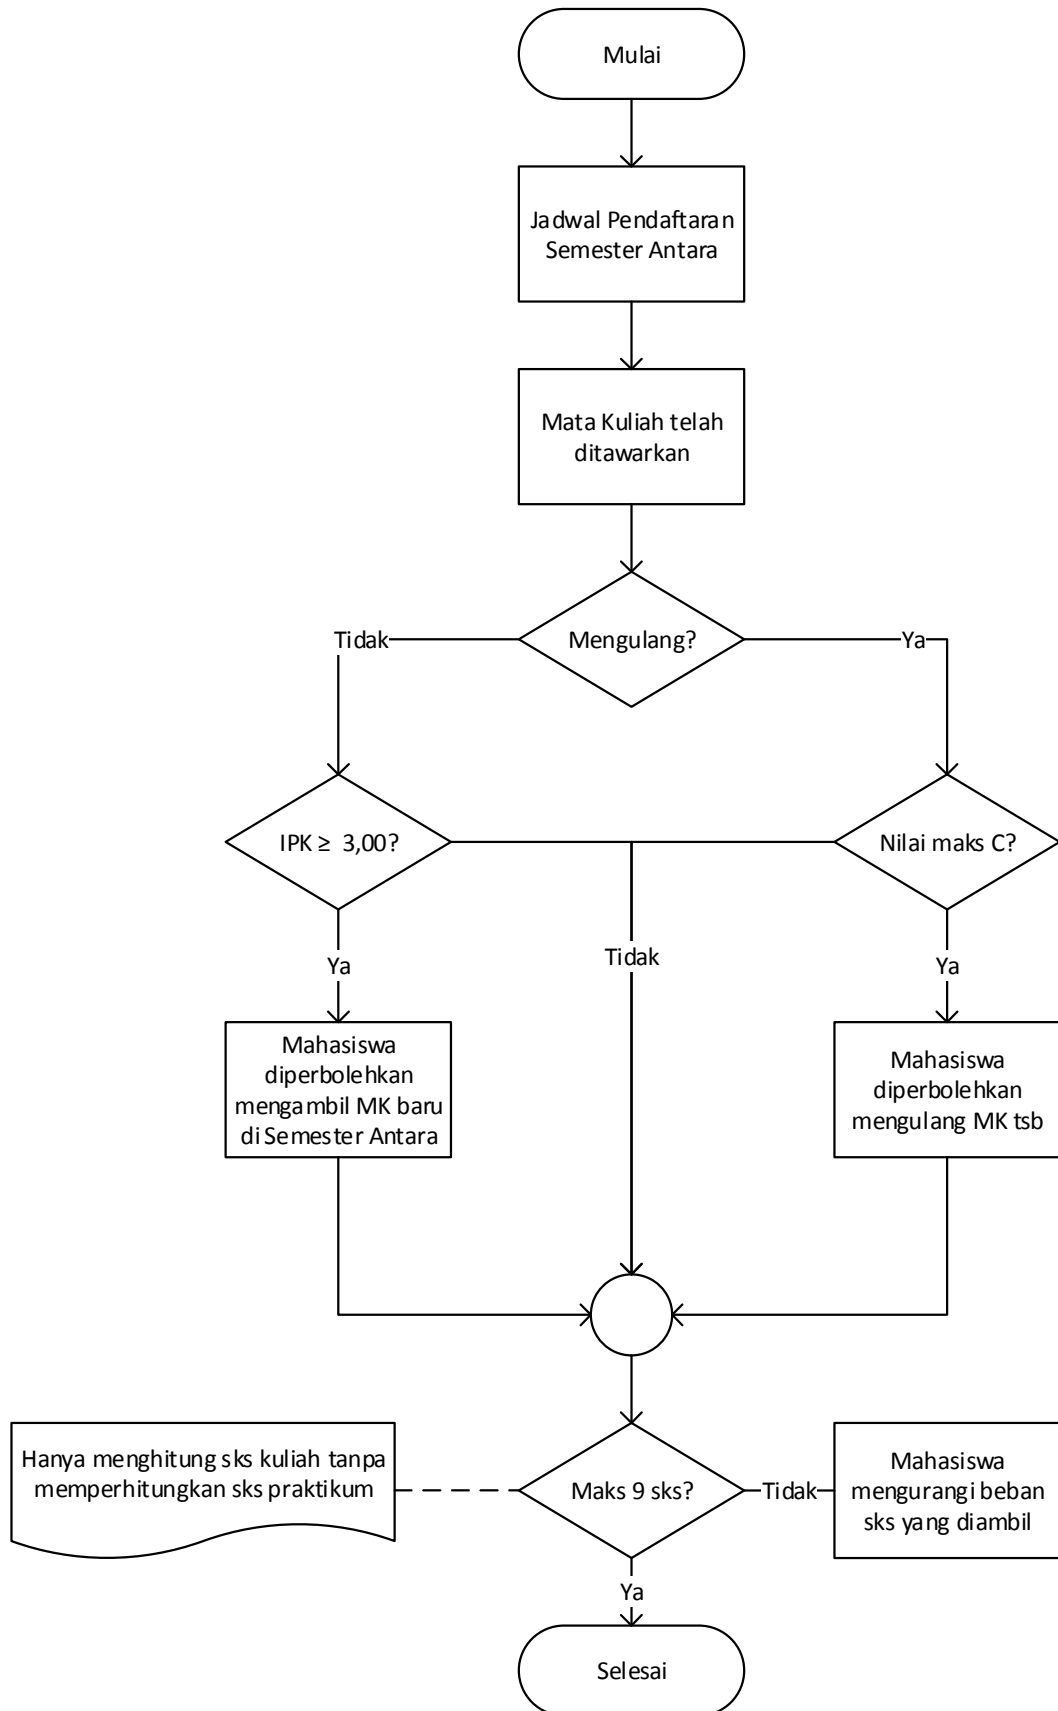 Mulai
Jadwal Pendaftaran
Semester Antara
Mata Kuliah telah
ditawarkan
Mengulang?
Tidak
Ya
IPK ≥ 3,00?
Nilai maks C?
Ya
Tidak
Ya
Mahasiswa
diperbolehkan
mengambil MK baru
di Semester Antara
Mahasiswa
diperbolehkan
mengulang MK tsb
Hanya menghitung sks kuliah tanpa
memperhitungkan sks praktikum
Maks 9 sks?
Tidak
Mahasiswa
mengurangi beban
sks yang diambil
Ya
Selesai